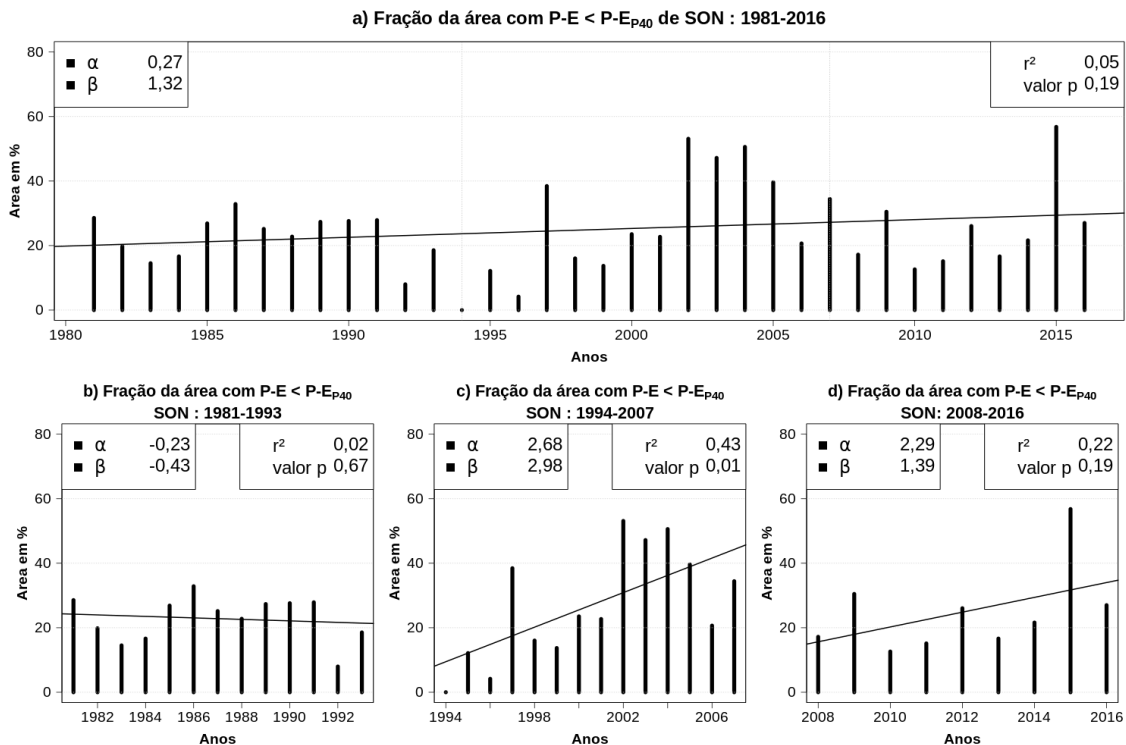 a) Fração da área com P-E < P-E_P40 de SON : 1981-2016
α 0,27
β 1,32
r² 0,05
valor p 0,19
Area em %
80
60
40
20
0
1980 1985 1990 1995 2000 2005 2010 2015
Anos
b) Fração da área com P-E < P-E_P40
SON : 1981-1993
α -0,23
β -0,43
r² 0,02
valor p 0,67
Area em %
80
60
40
20
0
1982 1984 1986 1988 1990 1992
Anos
c) Fração da área com P-E < P-E_P40
SON : 1994-2007
α 2,68
β 2,98
r² 0,43
valor p 0,01
Area em %
80
60
40
20
0
1994 1998 2002 2006
Anos
d) Fração da área com P-E < P-E_P40
SON: 2008-2016
α 2,29
β 1,39
r² 0,22
valor p 0,19
Area em %
80
60
40
20
0
2008 2010 2012 2014 2016
Anos